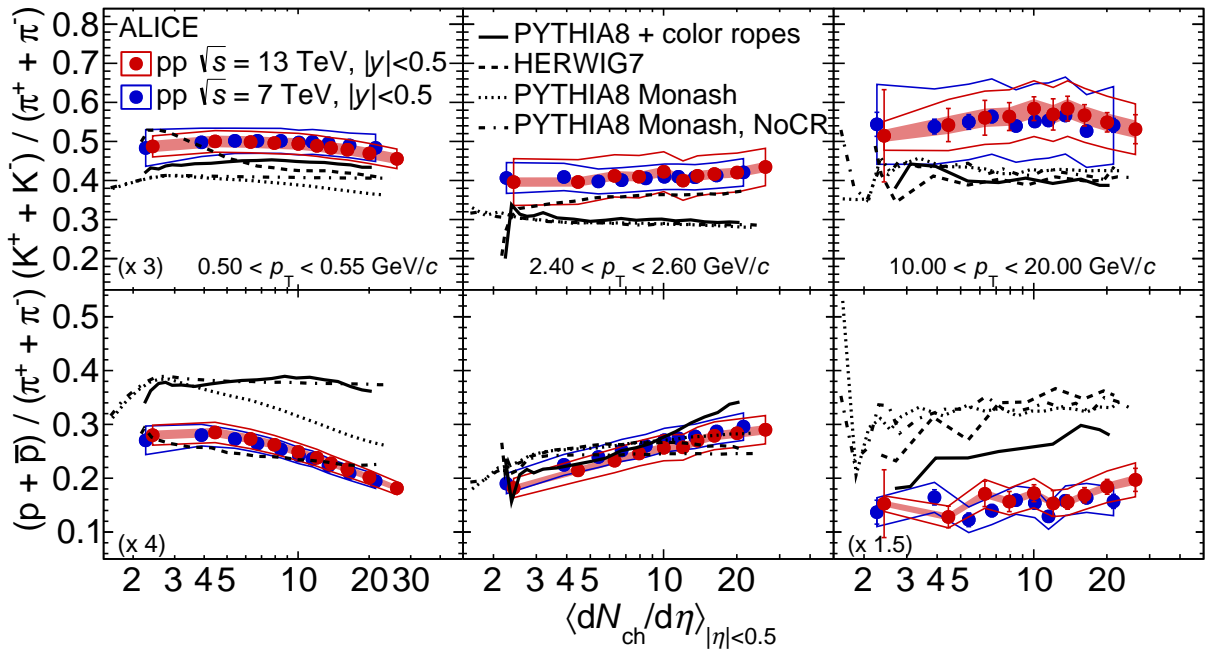 ALICE
pp √s = 13 TeV, |y|<0.5
pp √s = 7 TeV, |y|<0.5
PYTHIA8 + color ropes
HERWIG7
PYTHIA8 Monash
PYTHIA8 Monash, NoCR
(K⁺ + K⁻) / (π⁺ + π⁻)
0.8
0.7
0.6
0.5
0.4
0.3
0.2
(x 3)
0.50 < p_T < 0.55 GeV/c
2.40 < p_T < 2.60 GeV/c
10.00 < p_T < 20.00 GeV/c
(p + p̅) / (π⁺ + π⁻)
0.5
0.4
0.3
0.2
0.1
(x 4)
(x 1.5)
2 3 4 5 10 20 30
2 3 4 5 10 20
2 3 4 5 10 20
⟨dN_ch/dη⟩_|η|<0.5